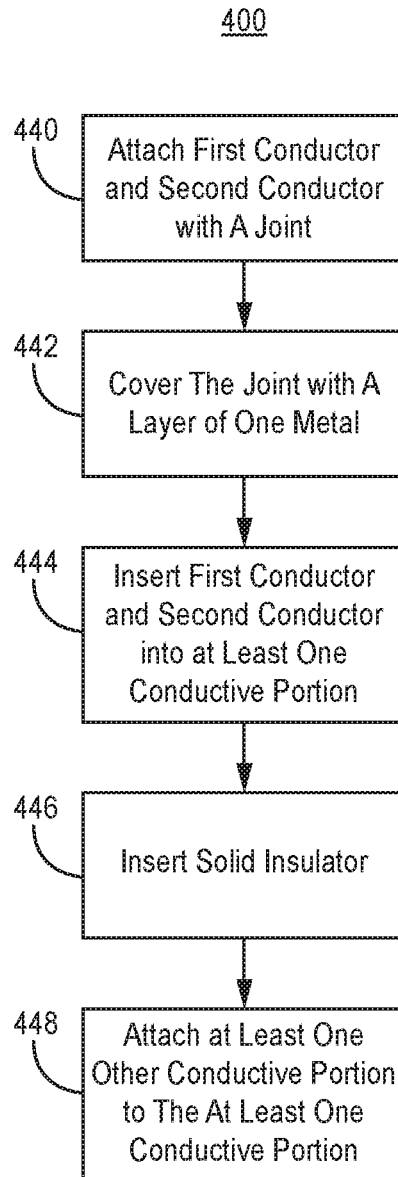 400
440
Attach First Conductor
and Second Conductor
with A Joint
442
Cover The Joint with A
Layer of One Metal
444
Insert First Conductor
and Second Conductor
into at Least One
Conductive Portion
446
Insert Solid Insulator
448
Attach at Least One
Other Conductive Portion
to The At Least One
Conductive Portion